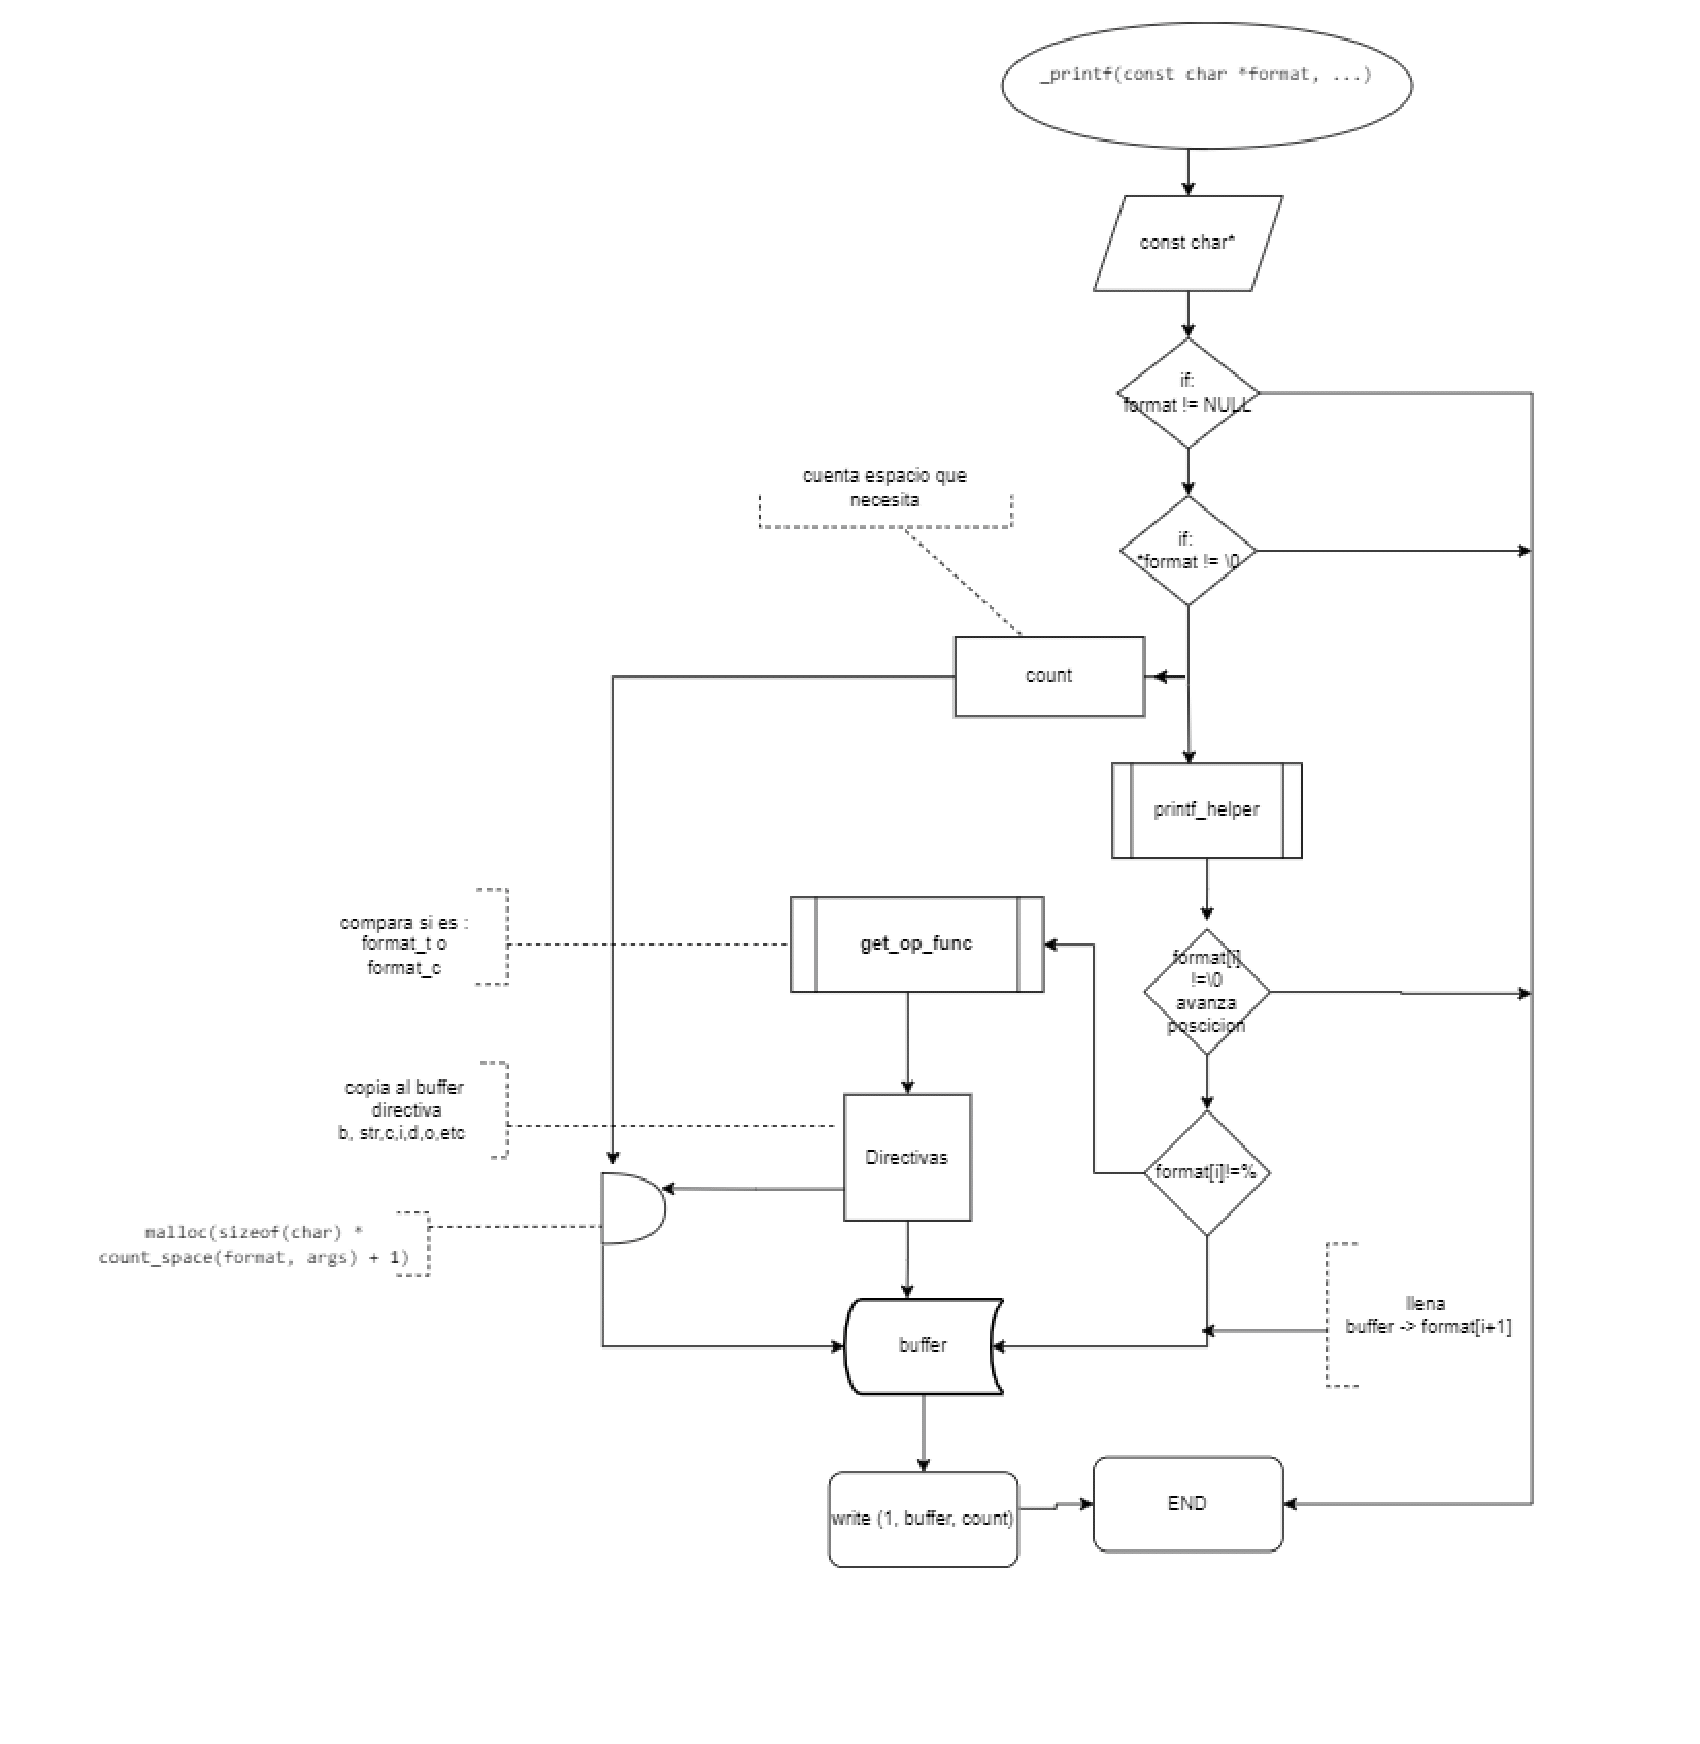 _printf(const char *format, ...)
const char*
if:
format != NULL
cuenta espacio que
necesita
if:
*format != \0
count
printf_helper
compara si es :
format_t o
format_c
get_op_func
format[i]
!=\0
avanza
poscicion
copia al buffer
directiva
b, str,c,i,d,o,etc
Directivas
format[i]!=%
malloc(sizeof(char) *
count_space(format, args) + 1)
llena
buffer -> format[i+1]
buffer
write (1, buffer, count)
END